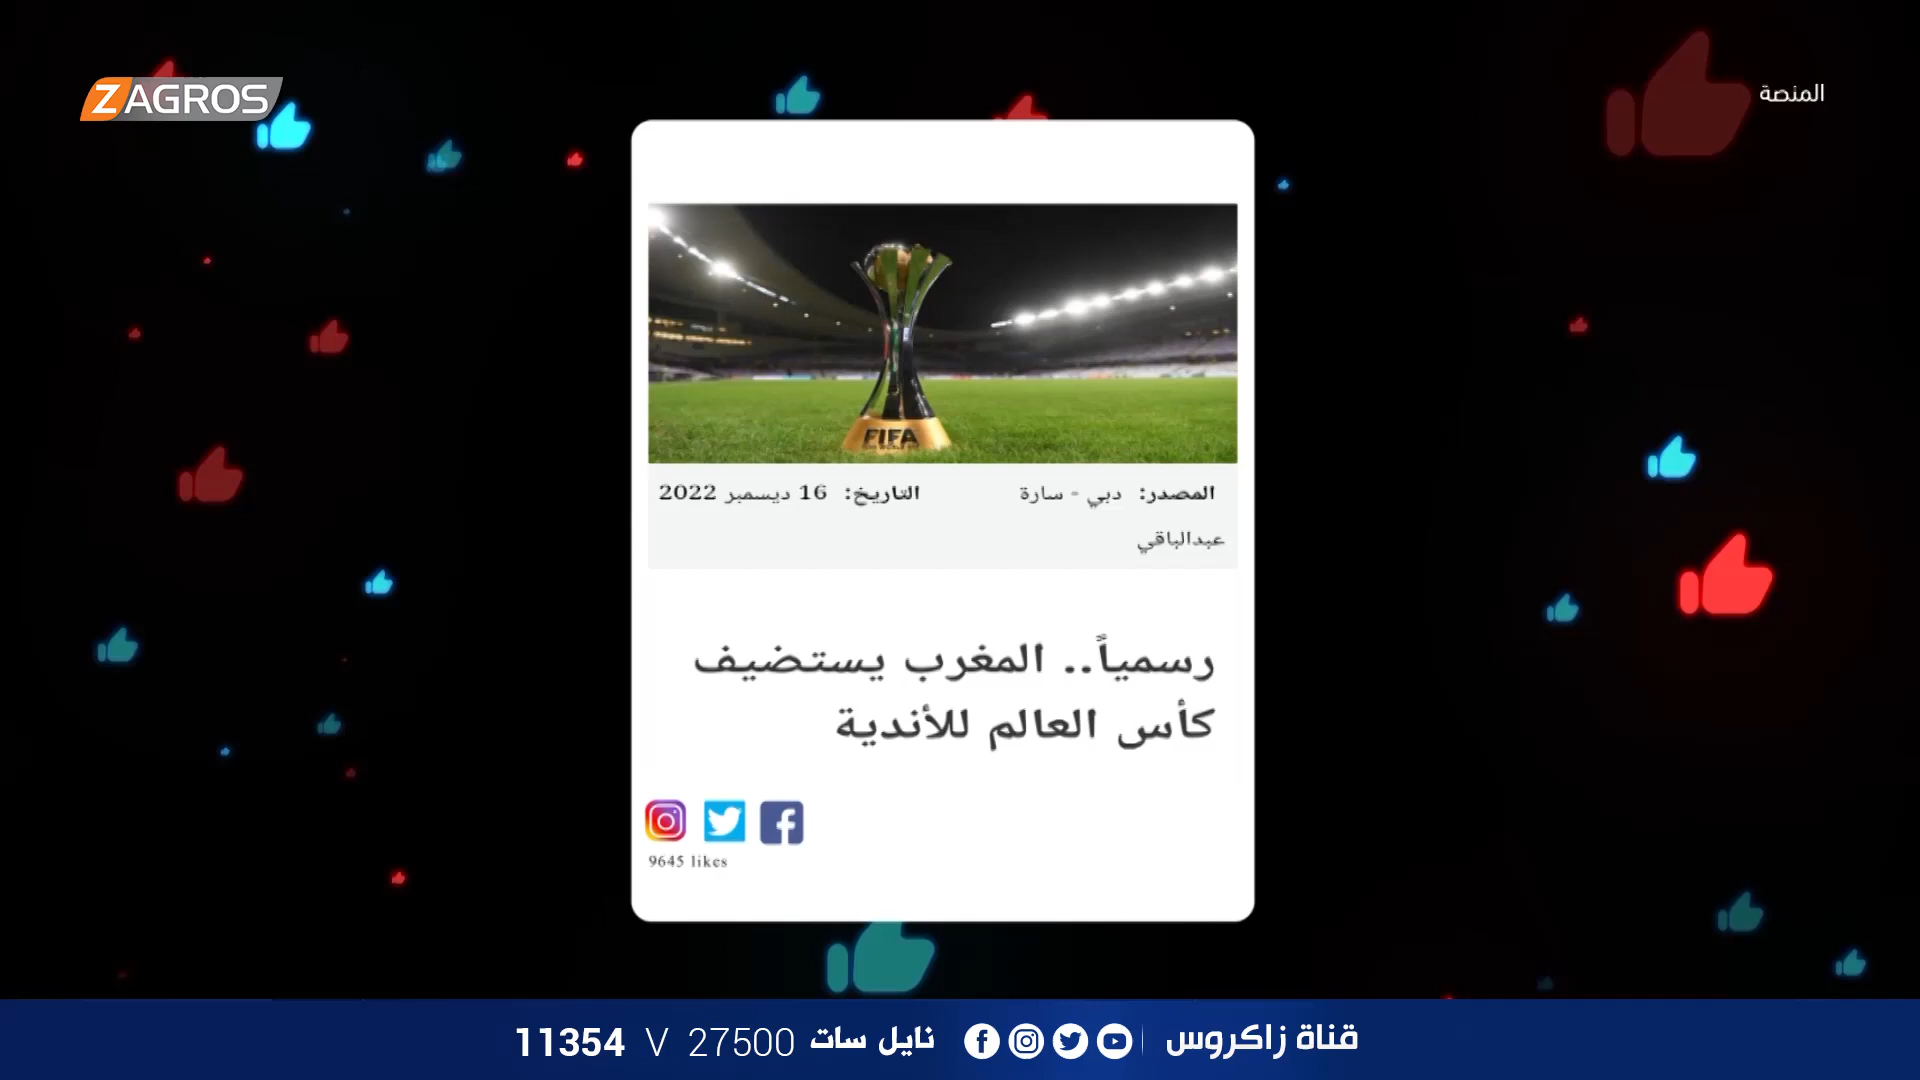 ZAGROS
المنصة
FIFA
المصدر: دبي - سارة
عبدالباقي
التاريخ: 16 ديسمبر 2022
رسمياً.. المغرب يستضيف
كأس العالم للأندية
9645 likes
قناة زاكروس
نايل سات 27500 V 11354